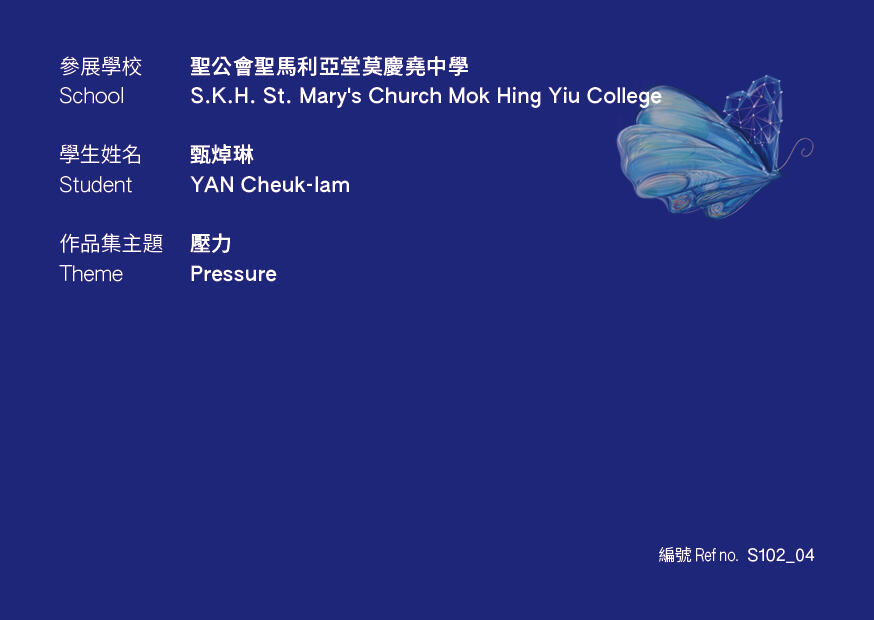 參展學校 聖公會聖馬利亞堂莫慶堯中學
School S.K.H. St. Mary's Church Mok Hing Yiu College
學生姓名 甄焯琳
Student YAN Cheuk-lam
作品集主題 壓力
Theme Pressure
編號 Ref no. S102_04